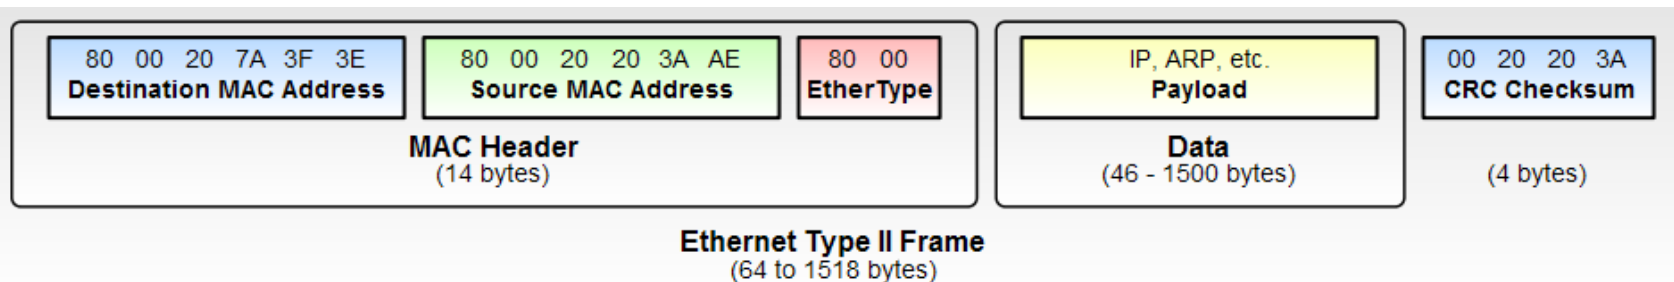 80 00 20 7A 3F 3E
Destination MAC Address
80 00 20 20 3A AE
Source MAC Address
80 00
EtherType
MAC Header
(14 bytes)
IP, ARP, etc.
Payload
Data
(46 - 1500 bytes)
00 20 20 3A
CRC Checksum
(4 bytes)
Ethernet Type II Frame
(64 to 1518 bytes)